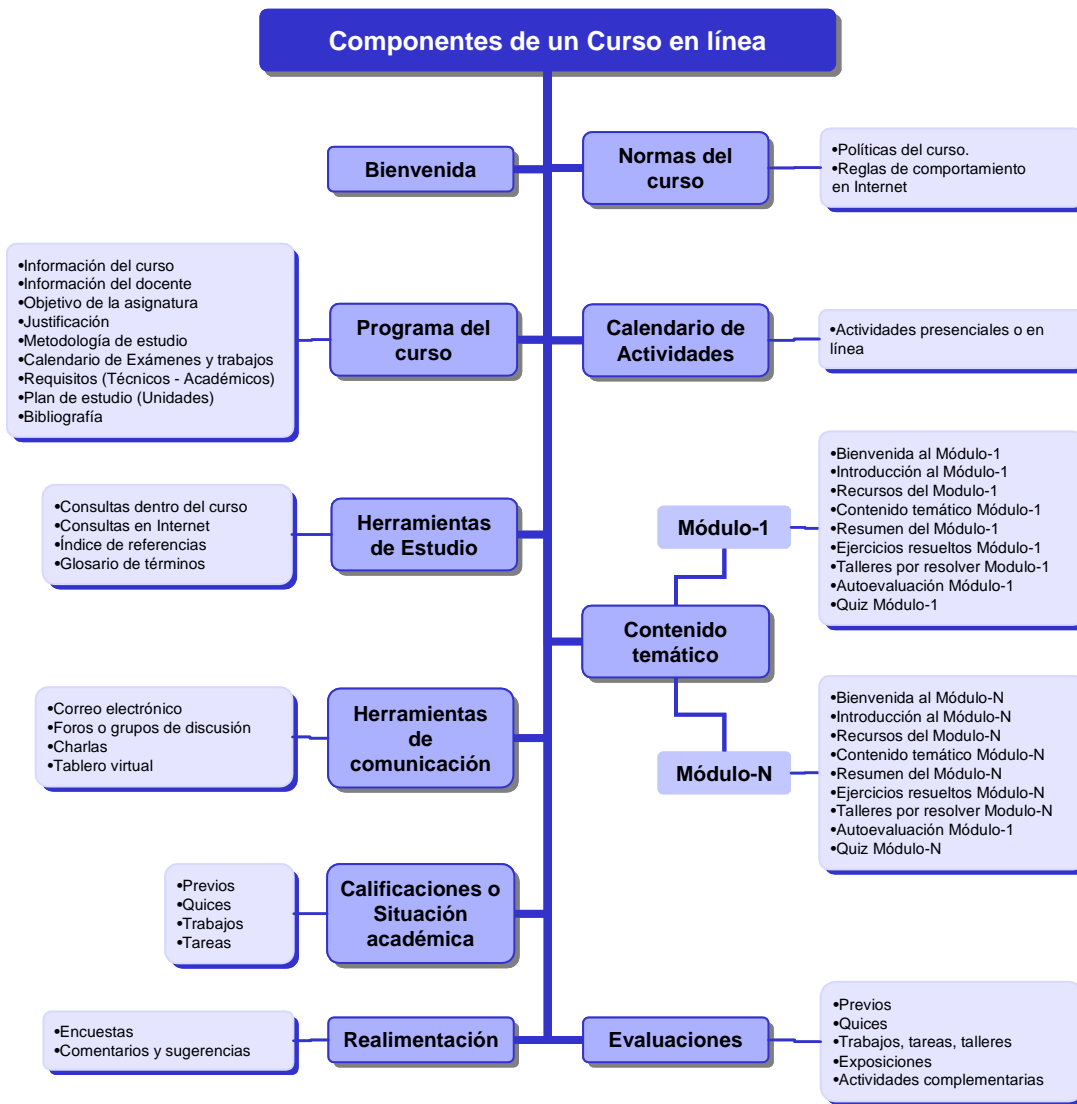 Componentes de un Curso en línea
Bienvenida
Normas del
curso
•Políticas del curso.
•Reglas de comportamiento
en Internet
•Información del curso
•Información del docente
•Objetivo de la asignatura
•Justificación
•Metodología de estudio
•Calendario de Exámenes y trabajos
•Requisitos (Técnicos - Académicos)
•Plan de estudio (Unidades)
•Bibliografía
Programa del
curso
Calendario de
Actividades
•Actividades presenciales o en
línea
•Consultas dentro del curso
•Consultas en Internet
•Índice de referencias
•Glosario de términos
Herramientas
de Estudio
Módulo-1
•Bienvenida al Módulo-1
•Introducción al Módulo-1
•Recursos del Modulo-1
•Contenido temático Módulo-1
•Resumen del Módulo-1
•Ejercicios resueltos Módulo-1
•Talleres por resolver Modulo-1
•Autoevaluación Módulo-1
•Quiz Módulo-1
Contenido
temático
•Correo electrónico
•Foros o grupos de discusión
•Charlas
•Tablero virtual
Herramientas
de
comunicación
Módulo-N
•Bienvenida al Módulo-N
•Introducción al Módulo-N
•Recursos del Modulo-N
•Contenido temático Módulo-N
•Resumen del Módulo-N
•Ejercicios resueltos Módulo-N
•Talleres por resolver Modulo-N
•Autoevaluación Módulo-1
•Quiz Módulo-N
•Previos
•Quices
•Trabajos
•Tareas
Calificaciones o
Situación
académica
•Encuestas
•Comentarios y sugerencias
Realimentación
Evaluaciones
•Previos
•Quices
•Trabajos, tareas, talleres
•Exposiciones
•Actividades complementarias